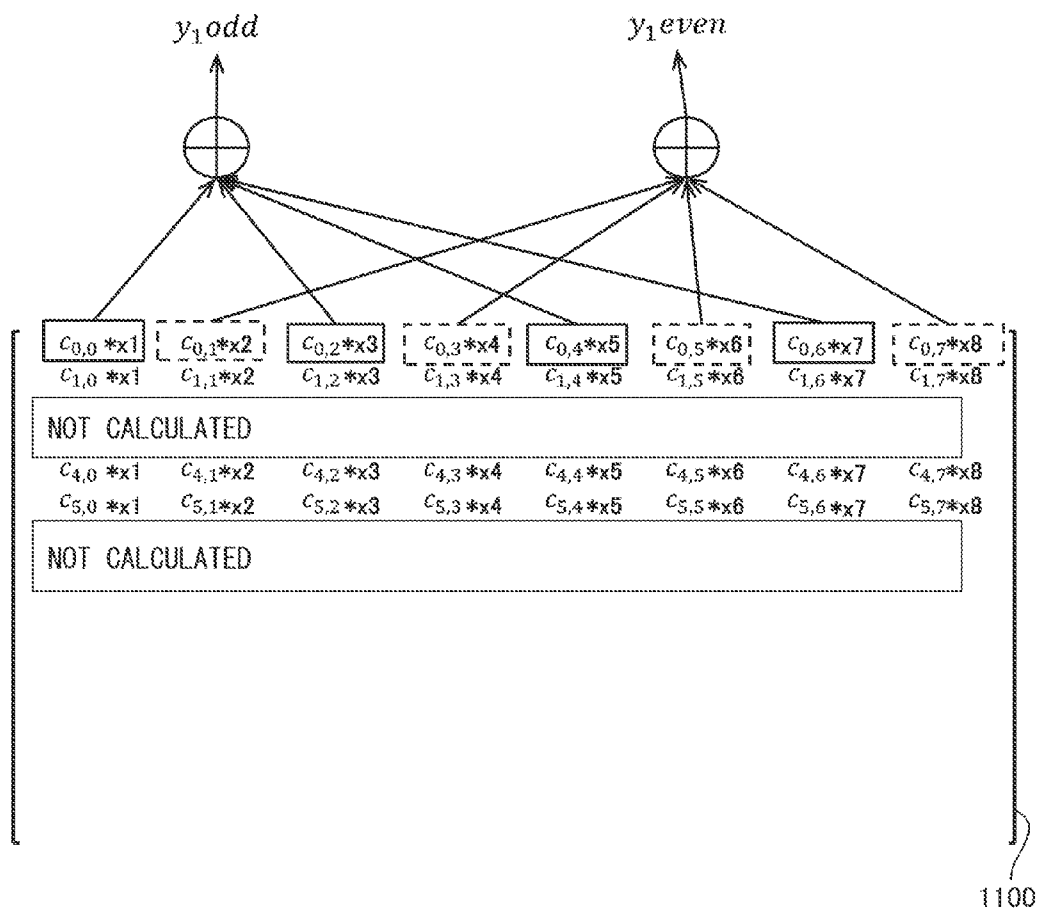 y₁odd y₁even
c₀,₀ *x1 c₀,₁*x2 c₀,₂*x3 c₀,₃*x4 c₀,₄*x5 c₀,₅*x6 c₀,₆*x7 c₀,₇*x8
c₁,₀ *x1 c₁,₁*x2 c₁,₂*x3 c₁,₃*x4 c₁,₄*x5 c₁,₅*x6 c₁,₆*x7 c₁,₇*x8
NOT CALCULATED
c₄,₀ *x1 c₄,₁*x2 c₄,₂*x3 c₄,₃*x4 c₄,₄*x5 c₄,₅*x6 c₄,₆*x7 c₄,₇*x8
c₅,₀ *x1 c₅,₁*x2 c₅,₂*x3 c₅,₃*x4 c₅,₄*x5 c₅,₅*x6 c₅,₆*x7 c₅,₇*x8
NOT CALCULATED
1100